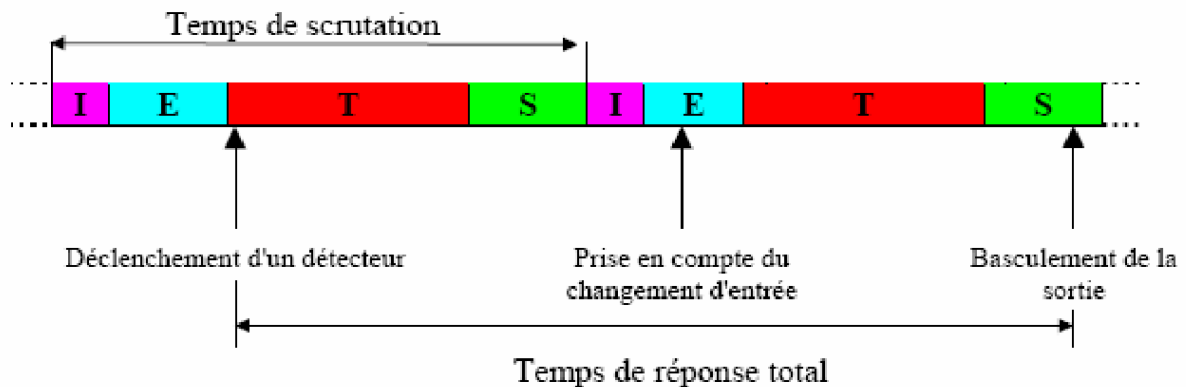 Temps de scrutation
I E T S I E T S
Déclenchement d'un détecteur
Prise en compte du
changement d'entrée
Basculement de la
sortie
Temps de réponse total